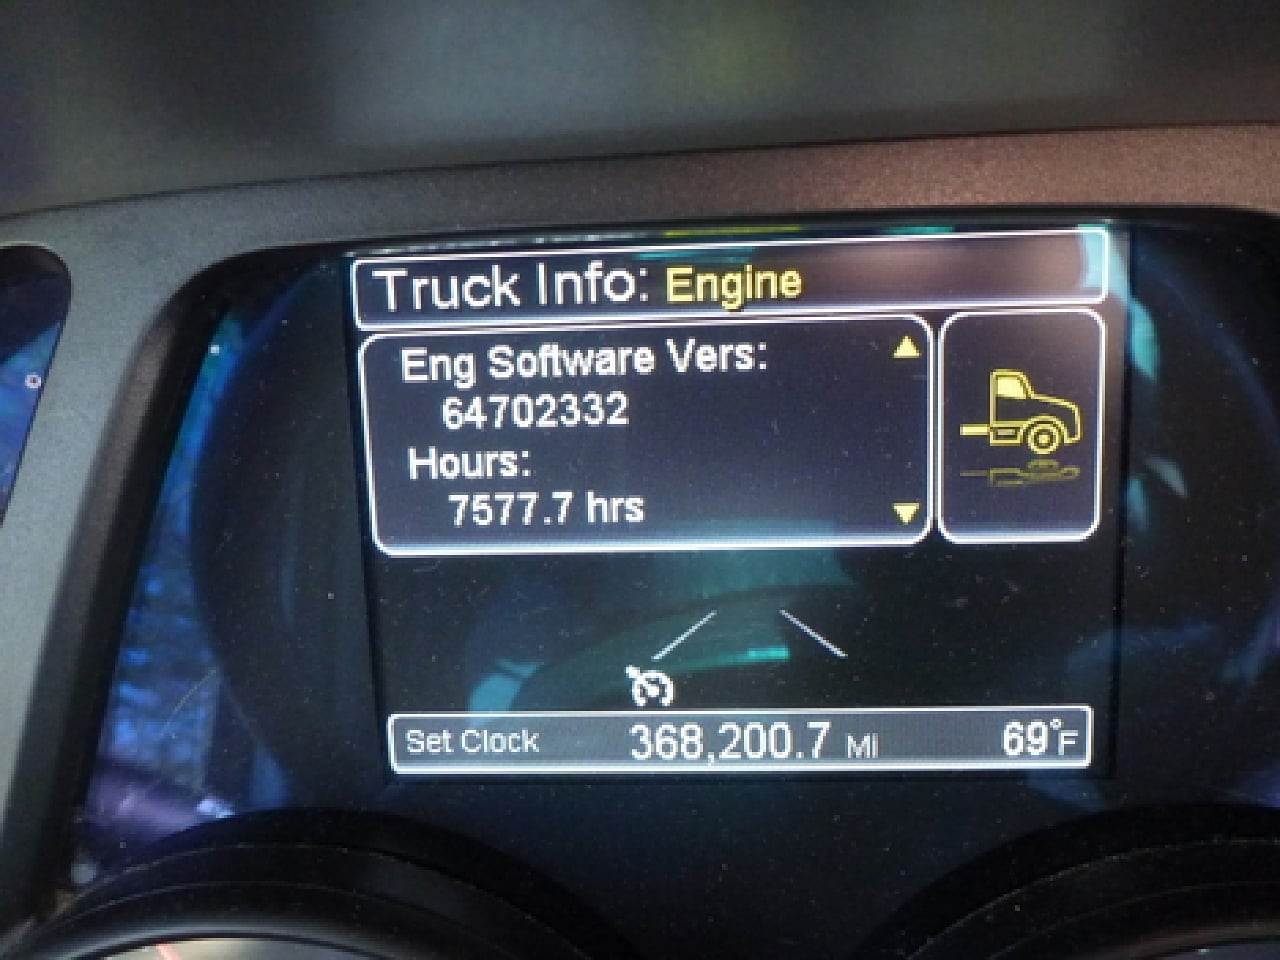 Truck Info: Engine
Eng Software Vers:
64702332
Hours:
7577.7 hrs
Set Clock 368,200.7 Mi 69°F